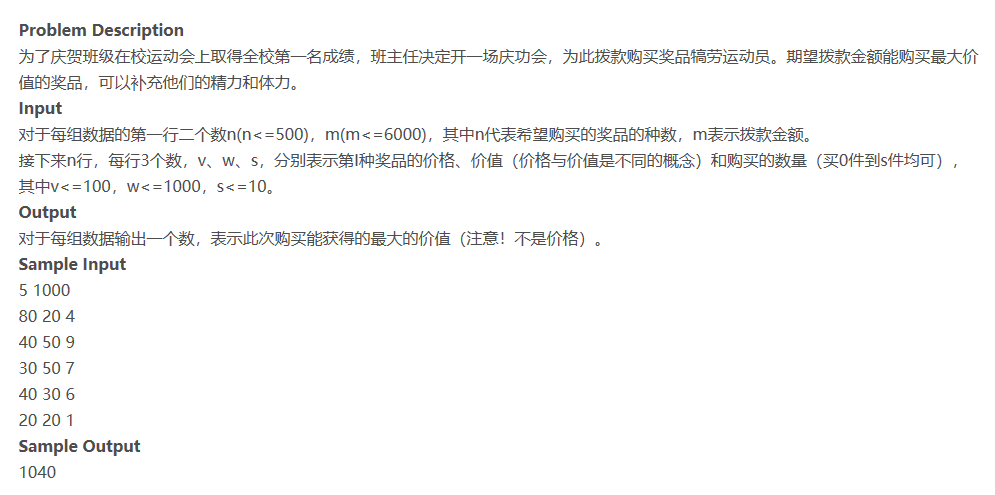 Problem Description
为了庆贺班级在校运动会上取得全校第一名成绩，班主任决定开一场庆功会，为此拨款购买奖品犒劳运动员。期望拨款金额能购买最大价
值的奖品，可以补充他们的精力和体力。
Input
对于每组数据的第一行二个数n(n<=500)，m(m<=6000)，其中n代表希望购买的奖品的种数，m表示拨款金额。
接下来n行，每行3个数，v、w、s，分别表示第I种奖品的价格、价值（价格与价值是不同的概念）和购买的数量（买0件到s件均可），
其中v<=100，w<=1000，s<=10。
Output
对于每组数据输出一个数，表示此次购买能获得的最大的价值（注意！不是价格）。
Sample Input
5 1000
80 20 4
40 50 9
30 50 7
40 30 6
20 20 1
Sample Output
1040